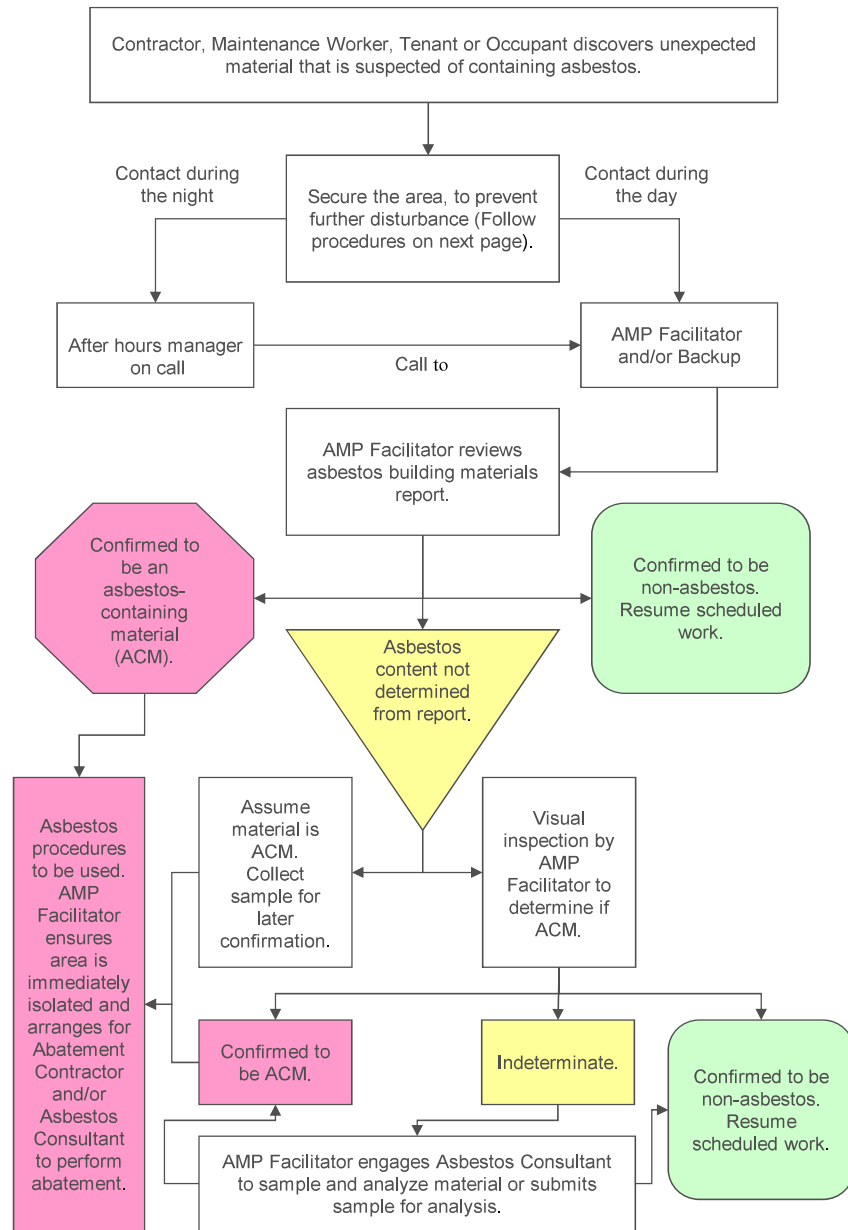 Contractor, Maintenance Worker, Tenant or Occupant discovers unexpected
material that is suspected of containing asbestos.
Contact during
the night
Secure the area, to prevent
further disturbance (Follow
procedures on next page).
Contact during
the day
After hours manager
on call
Call to
AMP Facilitator
and/or Backup
AMP Facilitator reviews
asbestos building materials
report.
Confirmed to
be an
asbestos-
containing
material
(ACM).
Confirmed to be
non-asbestos.
Resume scheduled
work.
Asbestos
content not
determined
from report.
Asbestos
procedures
to be used.
AMP
Facilitator
ensures
area is
immediately
isolated and
arranges for
Abatement
Contractor
and/or
Asbestos
Consultant
to perform
abatement.
Assume
material is
ACM.
Collect
sample for
later
confirmation.
Visual
inspection by
AMP
Facilitator to
determine if
ACM.
Confirmed to
be ACM.
Indeterminate.
Confirmed to be
non-asbestos.
Resume
scheduled work.
AMP Facilitator engages Asbestos Consultant
to sample and analyze material or submits
sample for analysis.